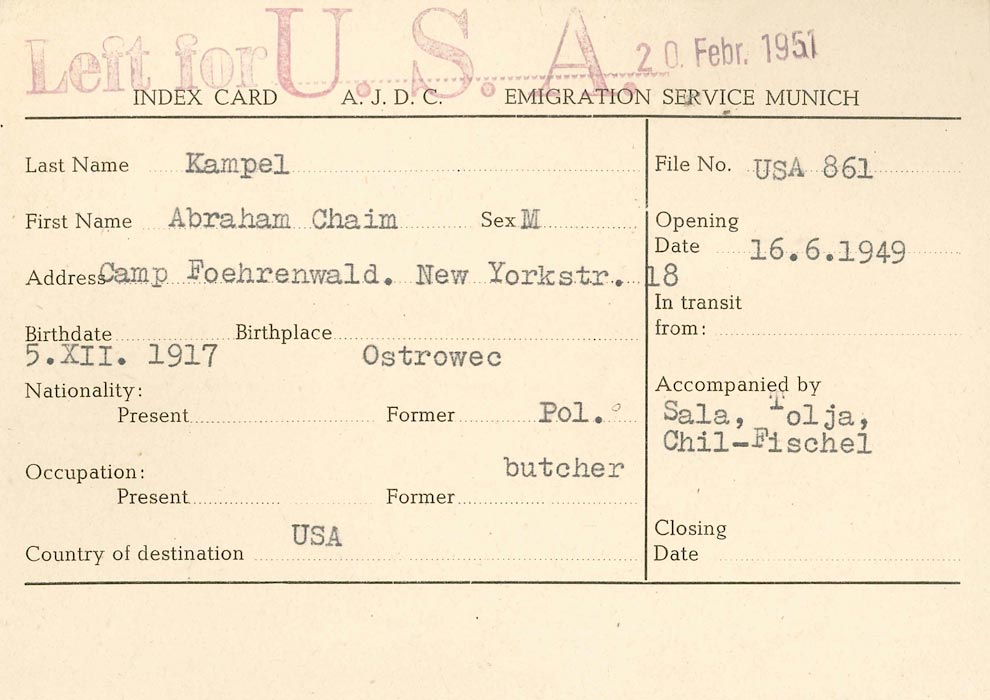 Left for U. S. A. 20. Febr. 1951
INDEX CARD A. J. D. C. EMIGRATION SERVICE MUNICH
Last Name Kampel
First Name Abraham Chaim Sex M
Address Camp Foehrenwald. New Yorkstr. 18
Birthdate Birthplace
5.XII. 1917 Ostrowec
Nationality:
Present Former Pol.
Occupation: butcher
Present Former
USA
Country of destination
File No. USA 861
Opening
Date 16.6.1949
In transit
from:
Accompanied by
Sala, Tolja,
Chil-Fischel
Closing
Date